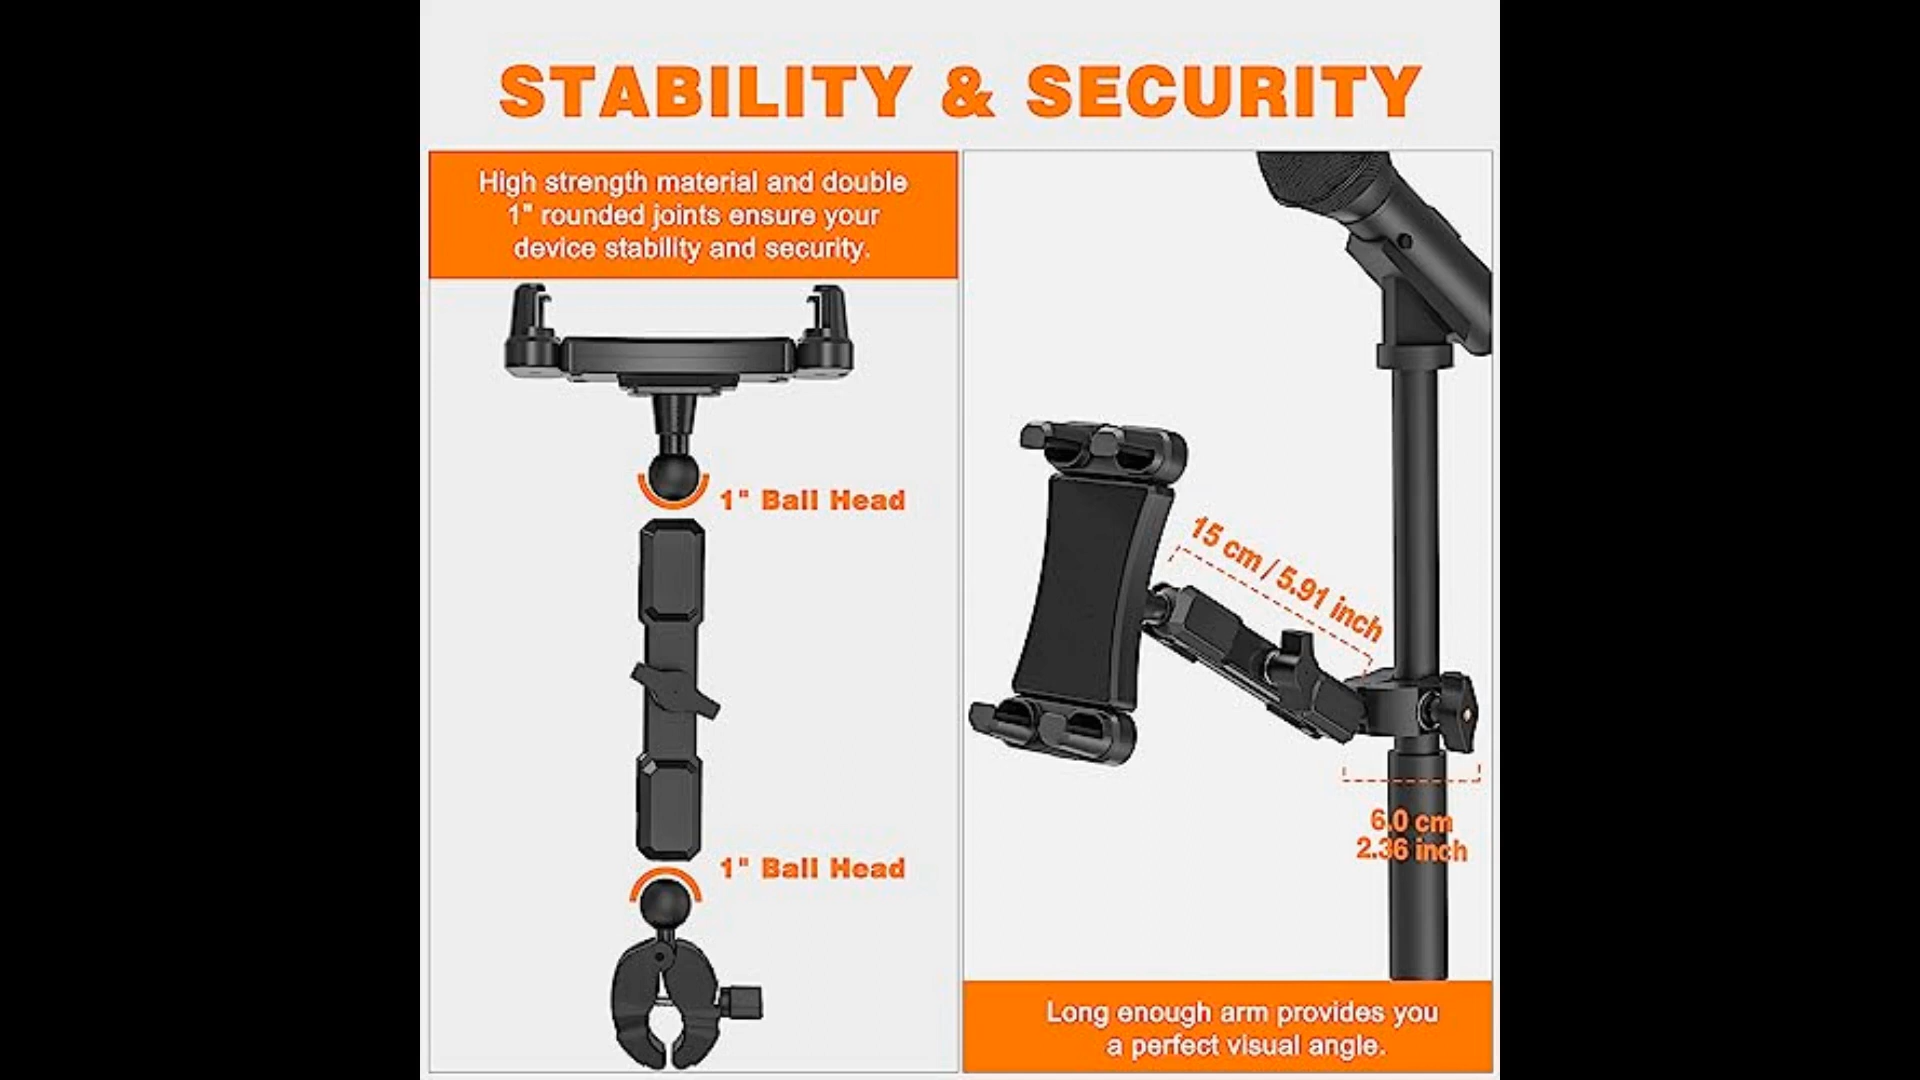 STABILITY & SECURITY
High strength material and double
1" rounded joints ensure your
device stability and security.
1" Ball Head
1" Ball Head
15 cm / 5.91 inch
6.0 cm
2.36 inch
Long enough arm provides you
a perfect visual angle.